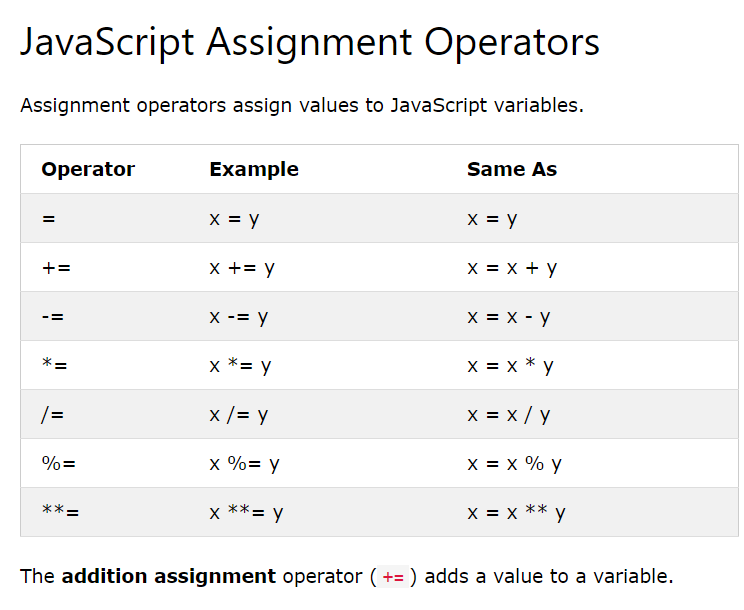 JavaScript Assignment Operators
Assignment operators assign values to JavaScript variables.
Operator Example Same As
= x = y x = y
+= x += y x = x + y
-= x -= y x = x - y
*= x *= y x = x * y
/= x /= y x = x / y
%= x %= y x = x % y
**= x **= y x = x ** y
The addition assignment operator (+=) adds a value to a variable.